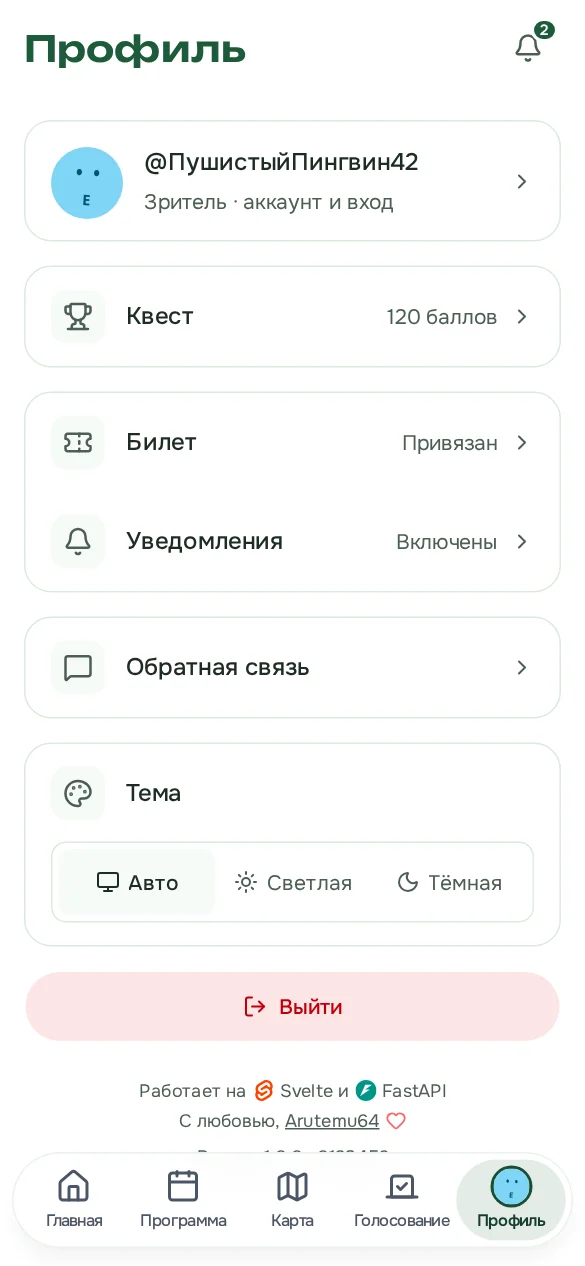 Профиль
2
@ПушистыйПингвин42
Зритель · аккаунт и вход
Квест
120 баллов
Билет
Привязан
Уведомления
Включены
Обратная связь
Тема
Авто
Светлая
Тёмная
Выйти
Работает на Svelte и FastAPI
С любовью, Arutemu64
Главная
Программа
Карта
Голосование
Профиль